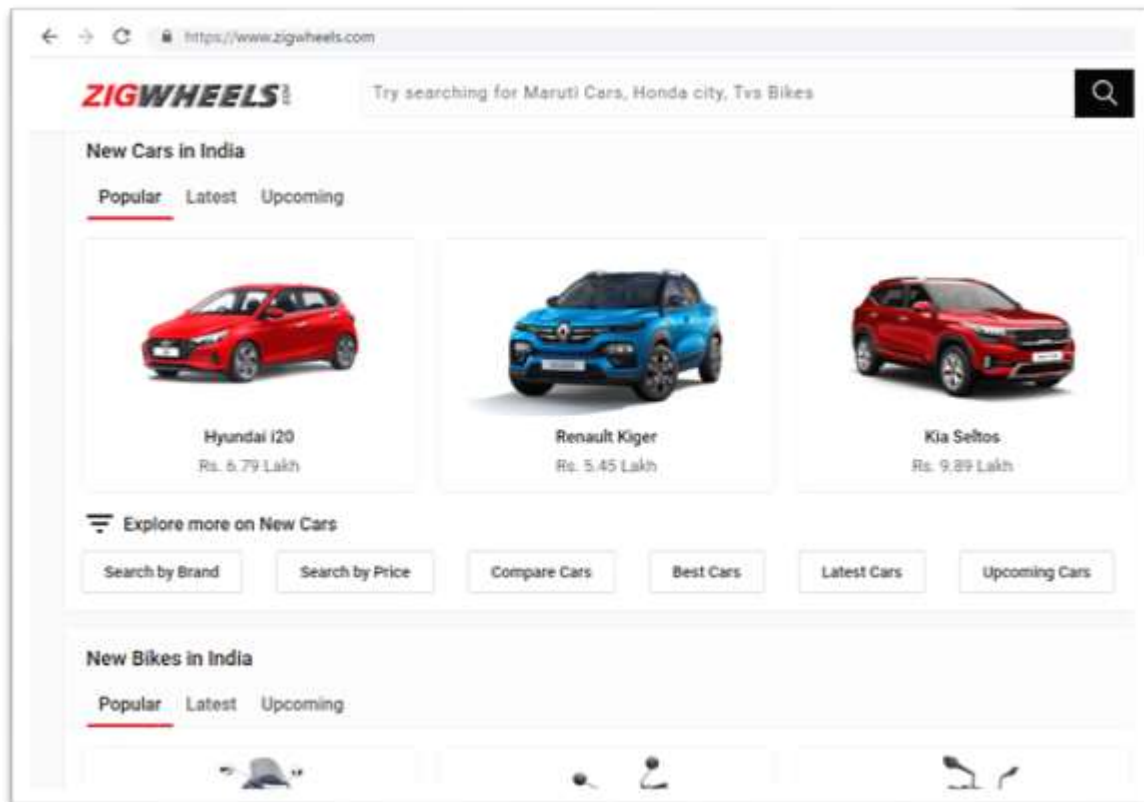 https://www.zigwheels.com
ZIGWHEELS.COM
Try searching for Maruti Cars, Honda city, Tvs Bikes
New Cars in India
Popular Latest Upcoming
Hyundai i20 Renault Kiger Kia Seltos
Rs. 6.79 Lakh Rs. 5.45 Lakh Rs. 9.89 Lakh
Explore more on New Cars
Search by Brand Search by Price Compare Cars Best Cars Latest Cars Upcoming Cars
New Bikes in India
Popular Latest Upcoming